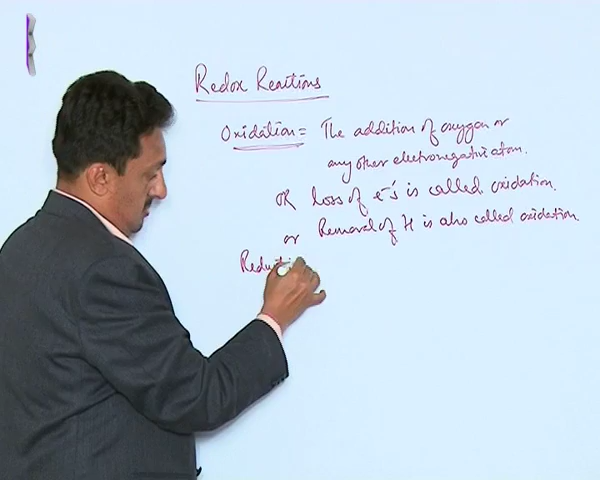 Redox Reactions
Oxidation = The addition of oxygen or
any other electronegative atom.
OR loss of e-s is called oxidation.
or Removal of H is also called oxidation
Reducti